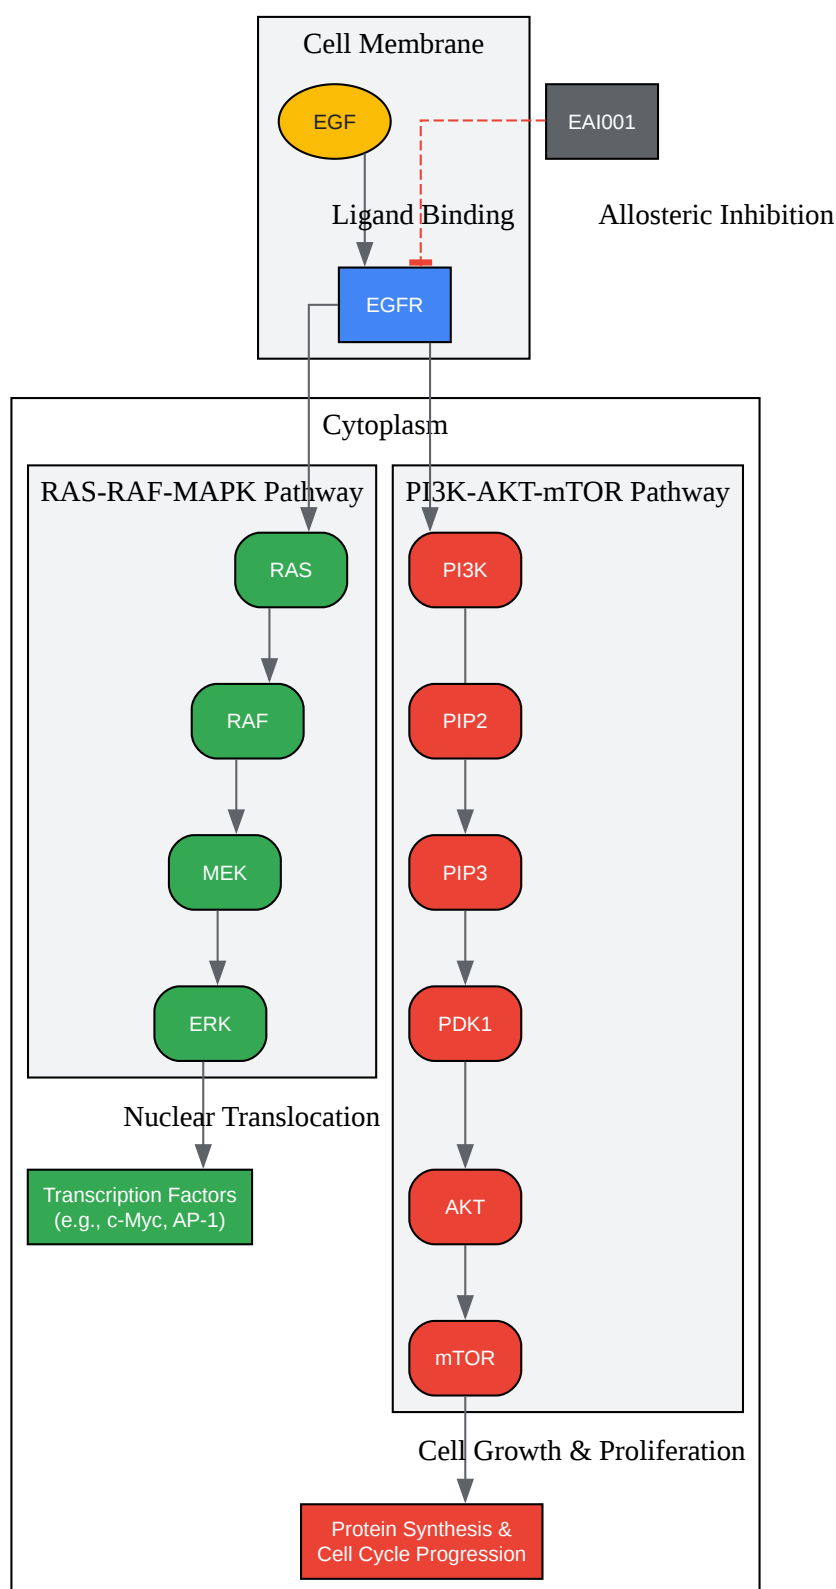 Cell Membrane
EGF
EAI001
Ligand Binding
Allosteric Inhibition
EGFR
Cytoplasm
RAS-RAF-MAPK Pathway
PI3K-AKT-mTOR Pathway
RAS
PI3K
RAF
PIP2
MEK
PIP3
ERK
PDK1
Nuclear Translocation
Transcription Factors
(e.g., c-Myc, AP-1)
AKT
mTOR
Cell Growth & Proliferation
Protein Synthesis &
Cell Cycle Progression